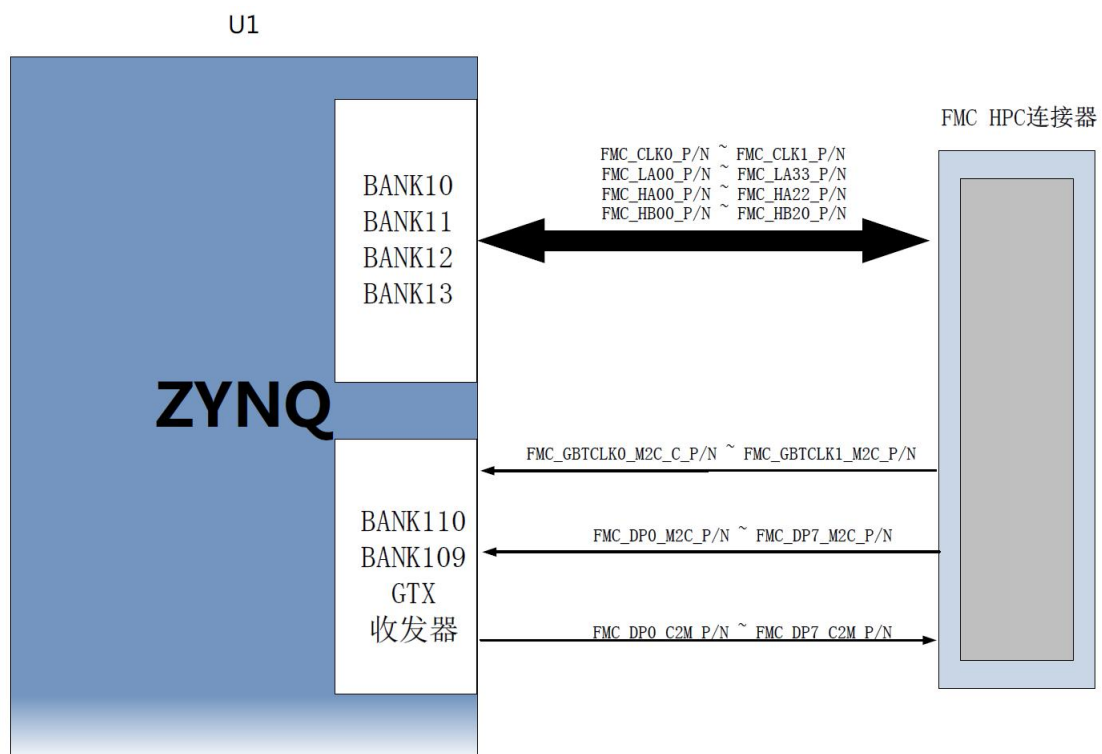 U1
FMC HPC连接器
FMC_CLK0_P/N ~ FMC_CLK1_P/N
FMC_LA00_P/N ~ FMC_LA33_P/N
FMC_HA00_P/N ~ FMC_HA22_P/N
FMC_HB00_P/N ~ FMC_HB20_P/N
BANK10
BANK11
BANK12
BANK13
ZYNQ
FMC_GBTCLK0_M2C_C_P/N ~ FMC_GBTCLK1_M2C_P/N
FMC_DP0_M2C_P/N ~ FMC_DP7_M2C_P/N
FMC_DP0_C2M_P/N ~ FMC_DP7_C2M_P/N
BANK110
BANK109
GTX
收发器